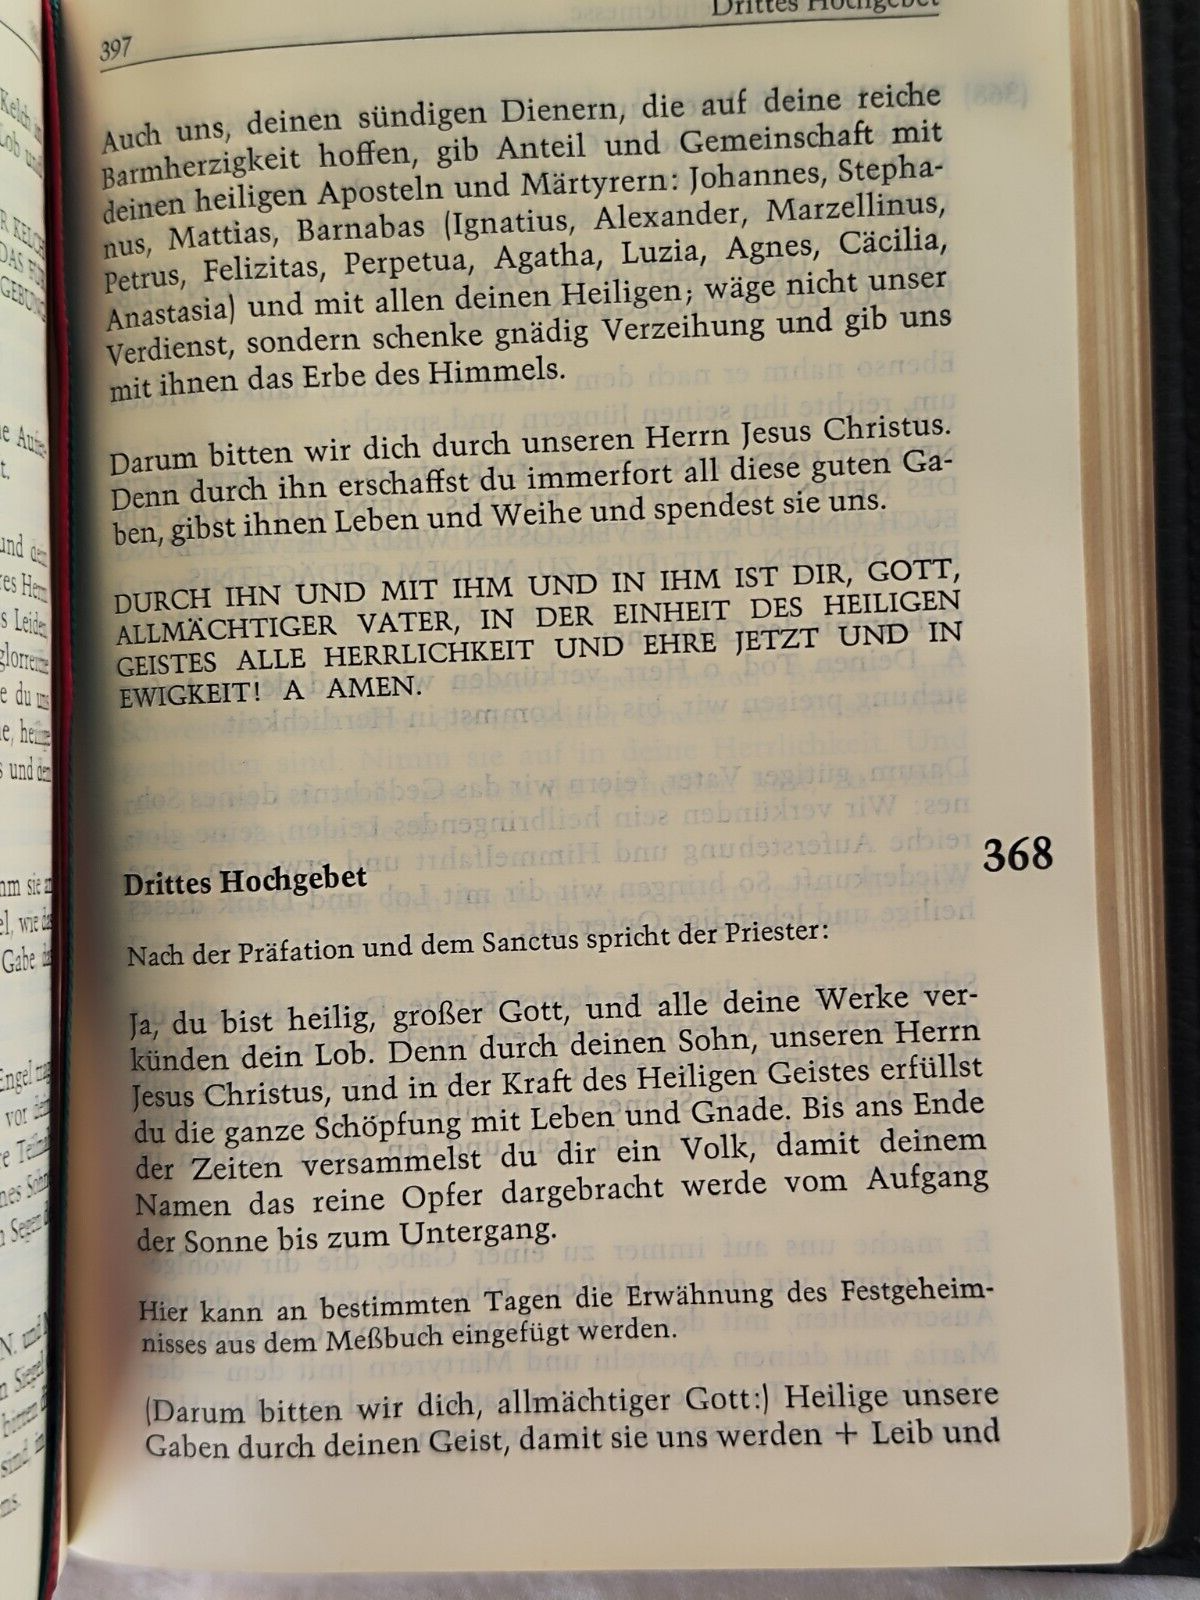 397
Drittes Hochgebet
Auch uns, deinen sündigen Dienern, die auf deine reiche
Barmherzigkeit hoffen, gib Anteil und Gemeinschaft mit
deinen heiligen Aposteln und Märtyrern: Johannes, Stepha-
nus, Mattias, Barnabas (Ignatius, Alexander, Marzellinus,
Petrus, Felizitas, Perpetua, Agatha, Luzia, Agnes, Cäcilia,
Anastasia) und mit allen deinen Heiligen; wäge nicht unser
Verdienst, sondern schenke gnädig Verzeihung und gib uns
mit ihnen das Erbe des Himmels.
Darum bitten wir dich durch unseren Herrn Jesus Christus.
Denn durch ihn erschaffst du immerfort all diese guten Ga-
ben, gibst ihnen Leben und Weihe und spendest sie uns.
DURCH IHN UND MIT IHM UND IN IHM IST DIR, GOTT,
ALLMÄCHTIGER VATER, IN DER EINHEIT DES HEILIGEN
GEISTES ALLE HERRLICHKEIT UND EHRE JETZT UND IN
EWIGKEIT! A AMEN.
368
Drittes Hochgebet
Nach der Präfation und dem Sanctus spricht der Priester:
Ja, du bist heilig, großer Gott, und alle deine Werke ver-
künden dein Lob. Denn durch deinen Sohn, unseren Herrn
Jesus Christus, und in der Kraft des Heiligen Geistes erfüllst
du die ganze Schöpfung mit Leben und Gnade. Bis ans Ende
der Zeiten versammelst du dir ein Volk, damit deinem
Namen das reine Opfer dargebracht werde vom Aufgang
der Sonne bis zum Untergang.
Hier kann an bestimmten Tagen die Erwähnung des Festgeheim-
nisses aus dem Meßbuch eingefügt werden.
(Darum bitten wir dich, allmächtiger Gott:) Heilige unsere
Gaben durch deinen Geist, damit sie uns werden + Leib und